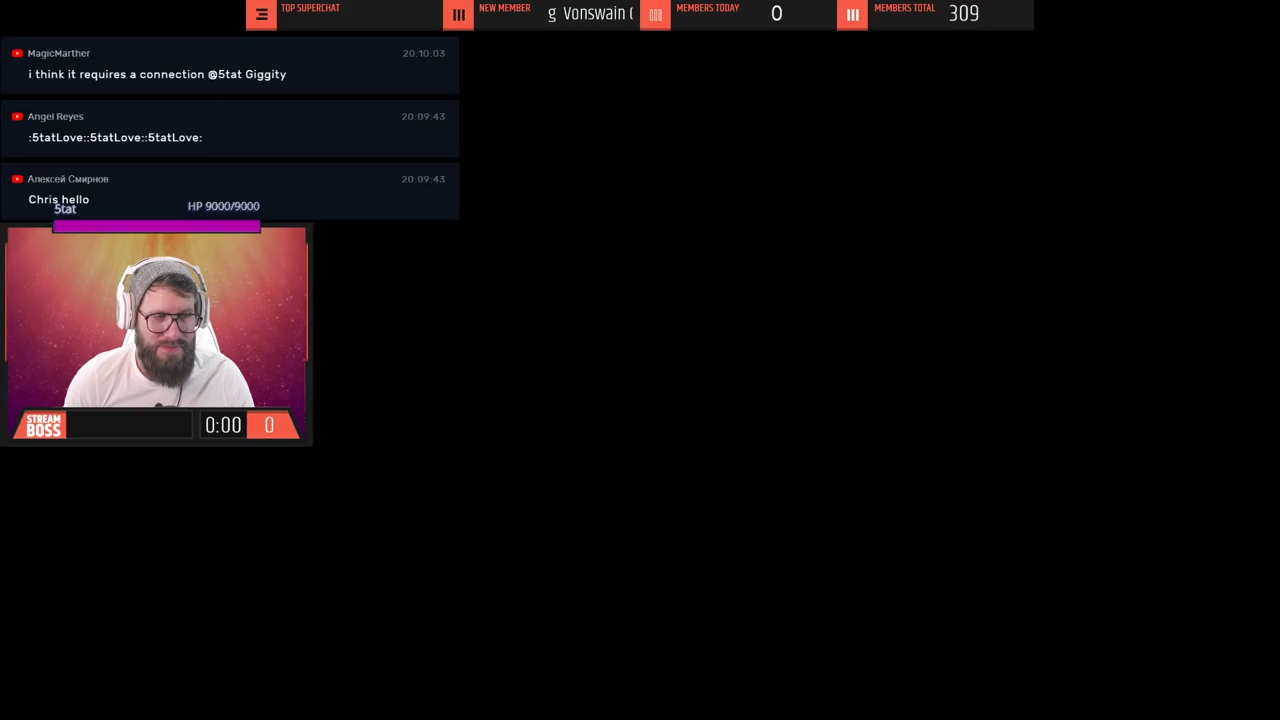 TOP SUPERCHAT
NEW MEMBER
g Vonswain (
MEMBERS TODAY
0
MEMBERS TOTAL
309
MagicMarther
20:10:03
i think it requires a connection @5tat Giggity
Angel Reyes
20:09:43
:5tatLove::5tatLove::5tatLove:
Алексей Смирнов
20:09:43
Chris hello
5tat
HP 9000/9000
STREAM
BOSS
0:00
0